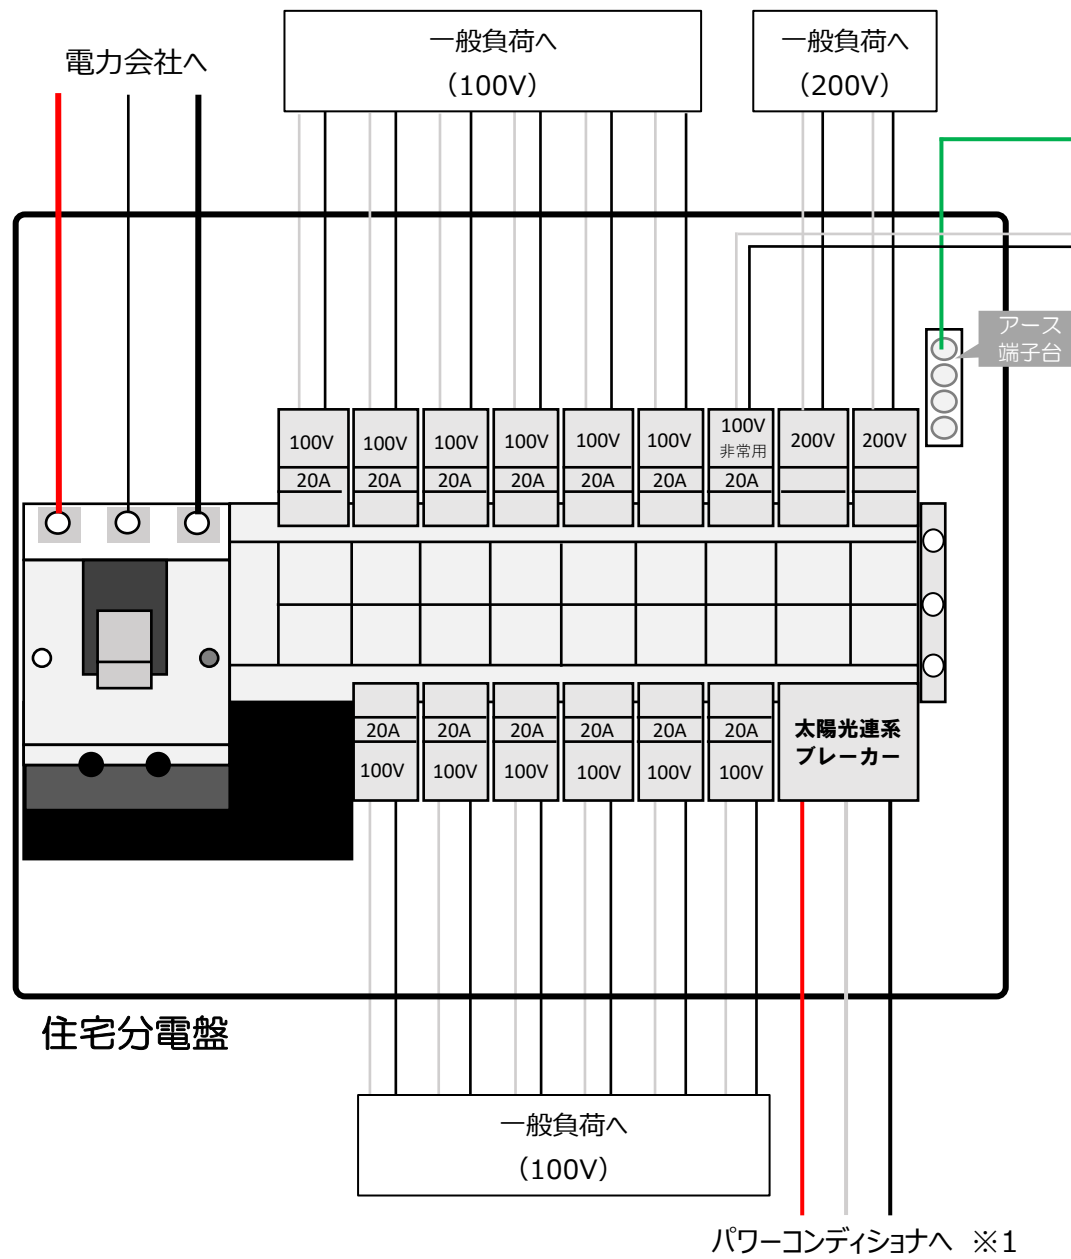 電力会社へ
一般負荷へ
（100V）
一般負荷へ
（200V）
アース
端子台
100V
100V
100V
100V
100V
100V
100V
非常用
200V
200V
20A
20A
20A
20A
20A
20A
20A
20A
20A
20A
20A
20A
20A
100V
100V
100V
100V
100V
100V
太陽光連系
ブレーカー
住宅分電盤
一般負荷へ
（100V）
パワーコンディショナへ ※1